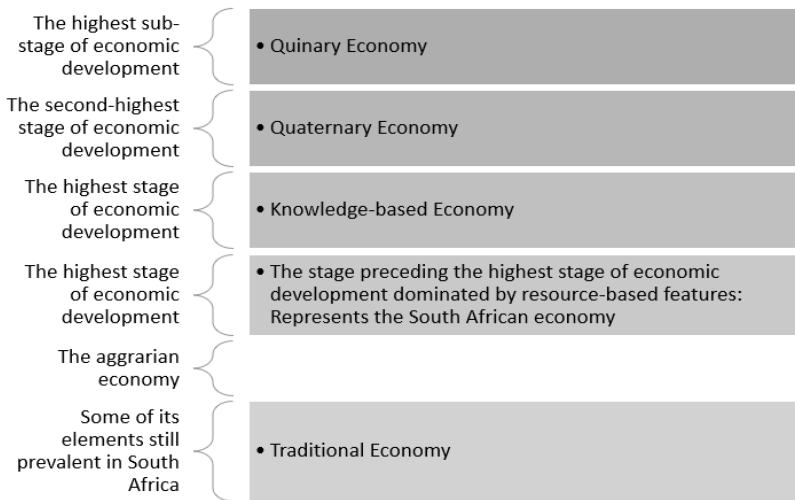 The highest sub-
stage of economic
development
• Quinary Economy
The second-highest
stage of economic
development
• Quaternary Economy
The highest stage
of economic
development
• Knowledge-based Economy
The highest stage
of economic
development
• The stage preceding the highest stage of economic
development dominated by resource-based features:
Represents the South African economy
The aggrarian
economy
Some of its
elements still
prevalent in South
Africa
• Traditional Economy